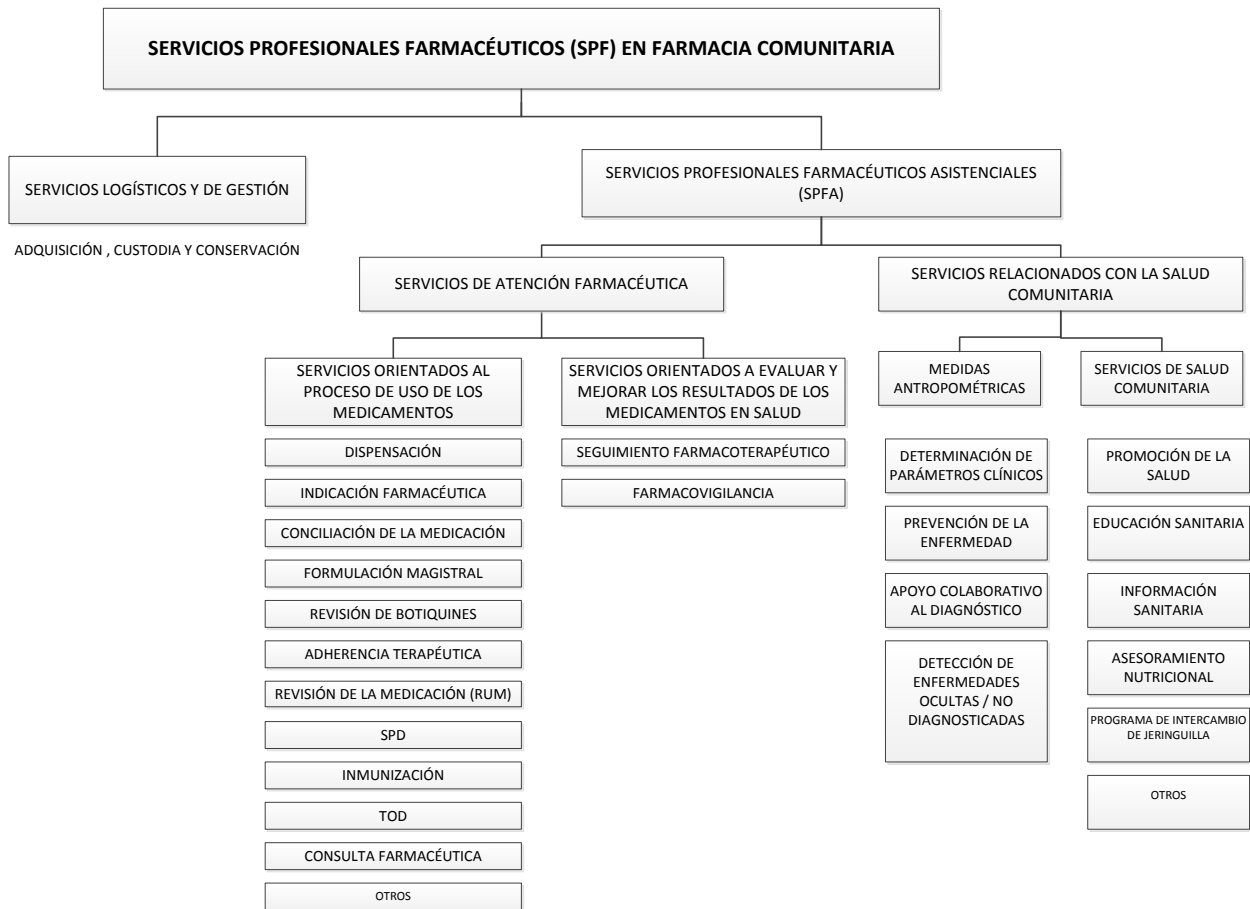 SERVICIOS PROFESIONALES FARMACÉUTICOS (SPF) EN FARMACIA COMUNITARIA
SERVICIOS LOGÍSTICOS Y DE GESTIÓN
ADQUISICIÓN , CUSTODIA Y CONSERVACIÓN
SERVICIOS PROFESIONALES FARMACÉUTICOS ASISTENCIALES
(SPFA)
SERVICIOS DE ATENCIÓN FARMACÉUTICA
SERVICIOS ORIENTADOS AL
PROCESO DE USO DE LOS
MEDICAMENTOS
DISPENSACIÓN
INDICACIÓN FARMACÉUTICA
CONCILIACIÓN DE LA MEDICACIÓN
FORMULACIÓN MAGISTRAL
REVISIÓN DE BOTIQUINES
ADHERENCIA TERAPÉUTICA
REVISIÓN DE LA MEDICACIÓN (RUM)
SPD
INMUNIZACIÓN
TOD
CONSULTA FARMACÉUTICA
OTROS
SERVICIOS ORIENTADOS A EVALUAR Y
MEJORAR LOS RESULTADOS DE LOS
MEDICAMENTOS EN SALUD
SEGUIMIENTO FARMACOTERAPÉUTICO
FARMACOVIGILANCIA
SERVICIOS RELACIONADOS CON LA SALUD
COMUNITARIA
MEDIDAS
ANTROPOMÉTRICAS
DETERMINACIÓN DE
PARÁMETROS CLÍNICOS
PREVENCIÓN DE LA
ENFERMEDAD
APOYO COLABORATIVO
AL DIAGNÓSTICO
DETECCIÓN DE
ENFERMEDADES
OCULTAS / NO
DIAGNOSTICADAS
SERVICIOS DE SALUD
COMUNITARIA
PROMOCIÓN DE LA
SALUD
EDUCACIÓN SANITARIA
INFORMACIÓN
SANITARIA
ASESORAMIENTO
NUTRICIONAL
PROGRAMA DE INTERCAMBIO
DE JERINGUILLA
OTROS